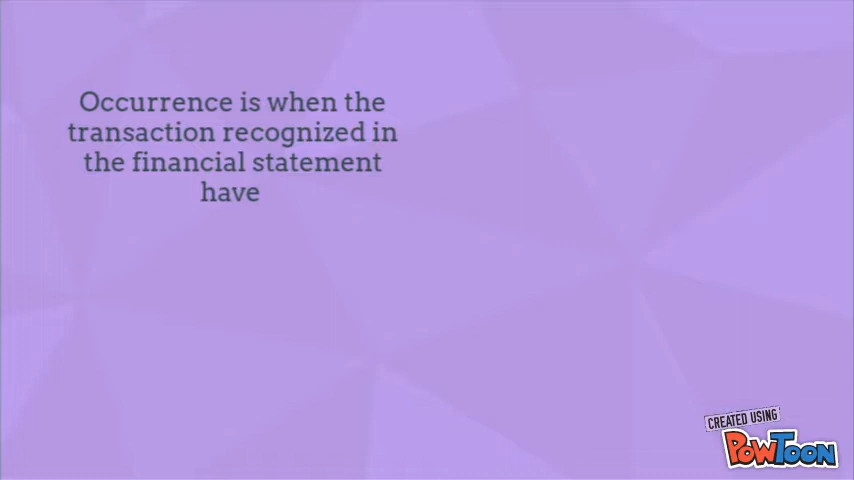 Occurrence is when the
transaction recognized in
the financial statement
have
CREATED USING
POWTOON